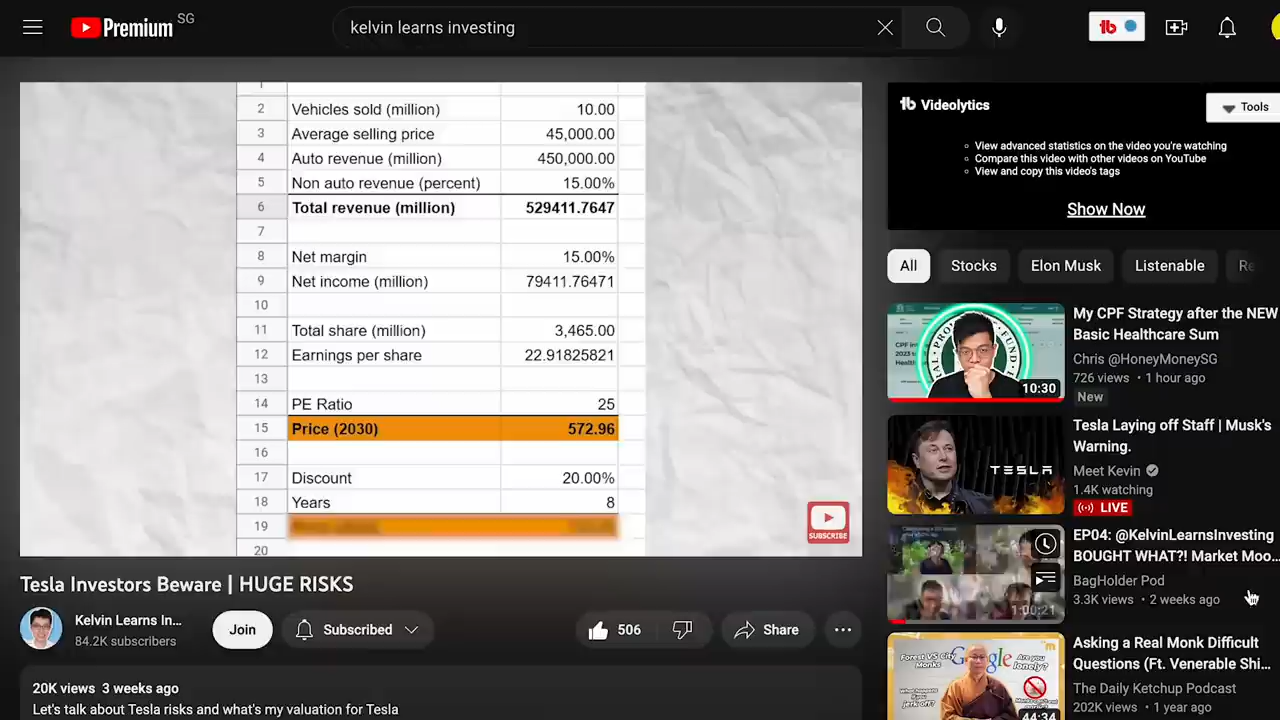 Premium SG
kelvin learns investing
2 Vehicles sold (million) 10.00
3 Average selling price 45,000.00
4 Auto revenue (million) 450,000.00
5 Non auto revenue (percent) 15.00%
6 Total revenue (million) 529411.7647
7
8 Net margin 15.00%
9 Net income (million) 79411.76471
10
11 Total share (million) 3,465.00
12 Earnings per share 22.91825821
13
14 PE Ratio 25
15 Price (2030) 572.96
16
17 Discount 20.00%
18 Years 8
19
20
SUBSCRIBE
Tesla Investors Beware | HUGE RISKS
Kelvin Learns In...
84.2K subscribers
Join
Subscribed
506
Share
20K views 3 weeks ago
Let's talk about Tesla risks and what's my valuation for Tesla
tb
tb Videolytics
Tools
View advanced statistics on the video you're watching
Compare this video with other videos on YouTube
View and copy this video's tags
Show Now
All
Stocks
Elon Musk
Listenable
Re
10:30
My CPF Strategy after the NEW
Basic Healthcare Sum
Chris @HoneyMoneySG
726 views • 1 hour ago
New
TESLA
Tesla Laying off Staff | Musk's
Warning.
Meet Kevin
1.4K watching
LIVE
1:00:21
EP04: @KelvinLearnsInvesting
BOUGHT WHAT?! Market Moo...
BagHolder Pod
3.3K views • 2 weeks ago
Forest VS City
Monks
Google
Are you
lonely?
44:34
Asking a Real Monk Difficult
Questions (Ft. Venerable Shi...
The Daily Ketchup Podcast
202K views • 1 year ago